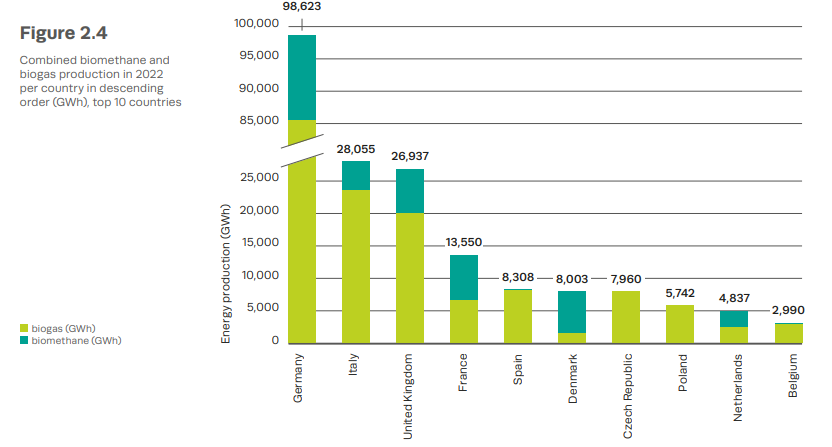 Figure 2.4
Combined biomethane and
biogas production in 2022
per country in descending
order (GWh), top 10 countries
biogas (GWh)
biomethane (GWh)
Energy production (GWh)
100,000
95,000
90,000
85,000
25,000
20,000
15,000
10,000
5,000
0
98,623
28,055
26,937
13,550
8,308
8,003
7,960
5,742
4,837
2,990
Germany
Italy
United Kingdom
France
Spain
Denmark
Czech Republic
Poland
Netherlands
Belgium